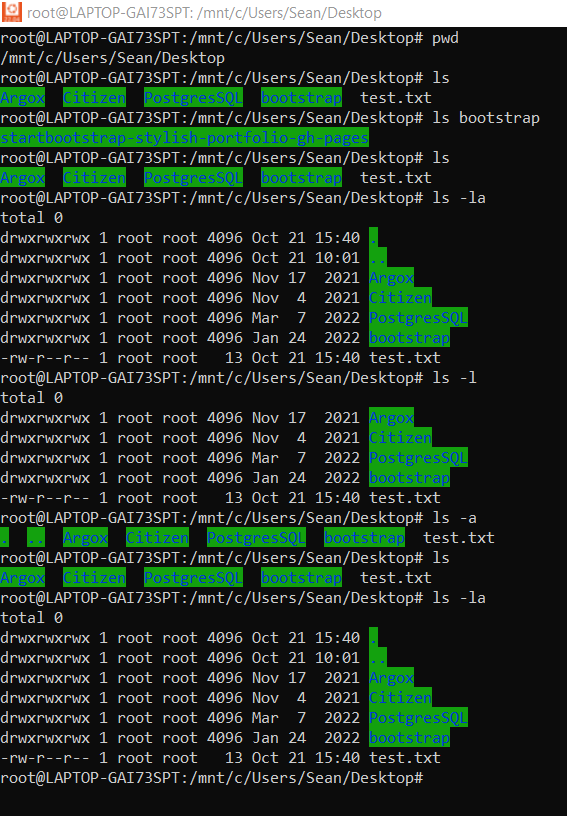 root@LAPTOP-GAI73SPT: /mnt/c/Users/Sean/Desktop
root@LAPTOP-GAI73SPT:/mnt/c/Users/Sean/Desktop# pwd
/mnt/c/Users/Sean/Desktop
root@LAPTOP-GAI73SPT:/mnt/c/Users/Sean/Desktop# ls
Argox  Citizen  PostgresSQL  bootstrap  test.txt
root@LAPTOP-GAI73SPT:/mnt/c/Users/Sean/Desktop# ls bootstrap
startbootstrap-stylish-portfolio-gh-pages
root@LAPTOP-GAI73SPT:/mnt/c/Users/Sean/Desktop# ls
Argox  Citizen  PostgresSQL  bootstrap  test.txt
root@LAPTOP-GAI73SPT:/mnt/c/Users/Sean/Desktop# ls -la
total 0
drwxrwxrwx 1 root root 4096 Oct 21 15:40 .
drwxrwxrwx 1 root root 4096 Oct 21 10:01 ..
drwxrwxrwx 1 root root 4096 Nov 17  2021 Argox
drwxrwxrwx 1 root root 4096 Nov  4  2021 Citizen
drwxrwxrwx 1 root root 4096 Mar  7  2022 PostgresSQL
drwxrwxrwx 1 root root 4096 Jan 24  2022 bootstrap
-rw-r--r-- 1 root root   13 Oct 21 15:40 test.txt
root@LAPTOP-GAI73SPT:/mnt/c/Users/Sean/Desktop# ls -l
total 0
drwxrwxrwx 1 root root 4096 Nov 17  2021 Argox
drwxrwxrwx 1 root root 4096 Nov  4  2021 Citizen
drwxrwxrwx 1 root root 4096 Mar  7  2022 PostgresSQL
drwxrwxrwx 1 root root 4096 Jan 24  2022 bootstrap
-rw-r--r-- 1 root root   13 Oct 21 15:40 test.txt
root@LAPTOP-GAI73SPT:/mnt/c/Users/Sean/Desktop# ls -a
.  ..  Argox  Citizen  PostgresSQL  bootstrap  test.txt
root@LAPTOP-GAI73SPT:/mnt/c/Users/Sean/Desktop# ls
Argox  Citizen  PostgresSQL  bootstrap  test.txt
root@LAPTOP-GAI73SPT:/mnt/c/Users/Sean/Desktop# ls -la
total 0
drwxrwxrwx 1 root root 4096 Oct 21 15:40 .
drwxrwxrwx 1 root root 4096 Oct 21 10:01 ..
drwxrwxrwx 1 root root 4096 Nov 17  2021 Argox
drwxrwxrwx 1 root root 4096 Nov  4  2021 Citizen
drwxrwxrwx 1 root root 4096 Mar  7  2022 PostgresSQL
drwxrwxrwx 1 root root 4096 Jan 24  2022 bootstrap
-rw-r--r-- 1 root root   13 Oct 21 15:40 test.txt
root@LAPTOP-GAI73SPT:/mnt/c/Users/Sean/Desktop#